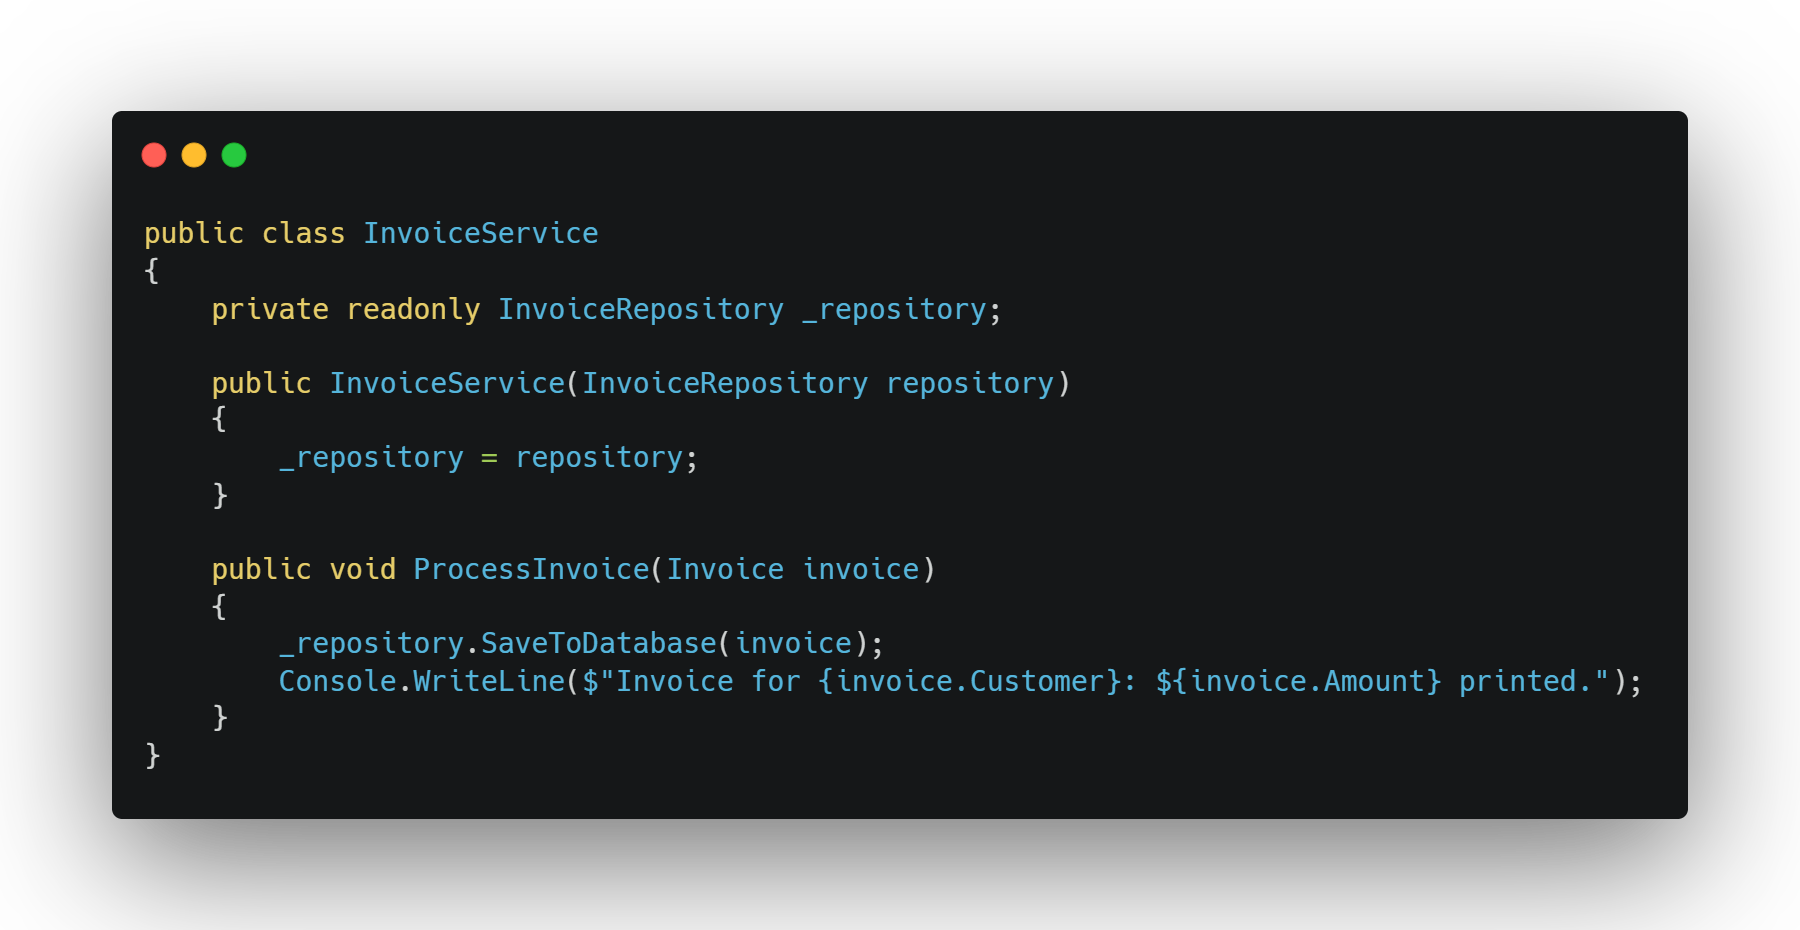 public class InvoiceService
{
    private readonly InvoiceRepository _repository;

    public InvoiceService(InvoiceRepository repository)
    {
        _repository = repository;
    }

    public void ProcessInvoice(Invoice invoice)
    {
        _repository.SaveToDatabase(invoice);
        Console.WriteLine($"Invoice for {invoice.Customer}: ${invoice.Amount} printed.");
    }
}